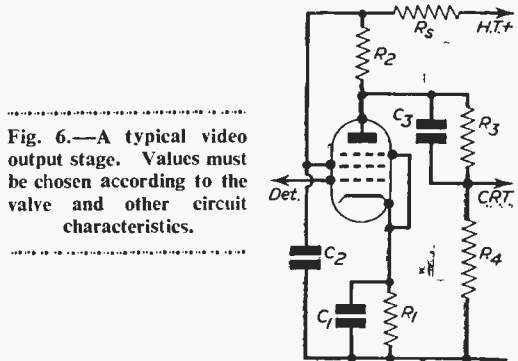 Fig. 6.—A typical video
output stage. Values must
be chosen according to the
valve and other circuit
characteristics.
RS
H.T.+
R2
C3
R3
Det.
C.R.T.
C2
R4
C1
R1